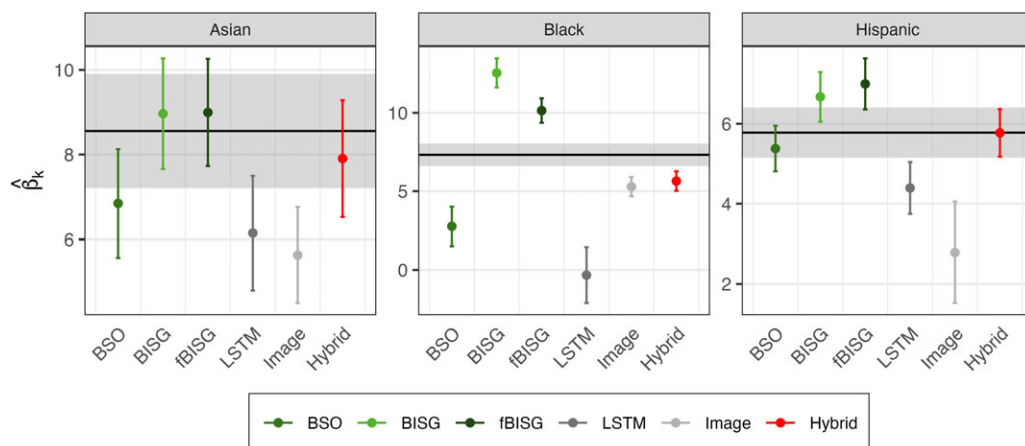 Asian
Black
Hispanic
β̂k
10
8
6
10
5
0
6
4
2
BSO
BISG
fBISG
LSTM
Image
Hybrid
BSO
BISG
fBISG
LSTM
Image
Hybrid
BSO
BISG
fBISG
LSTM
Image
Hybrid
BSO BISG fBISG LSTM Image Hybrid